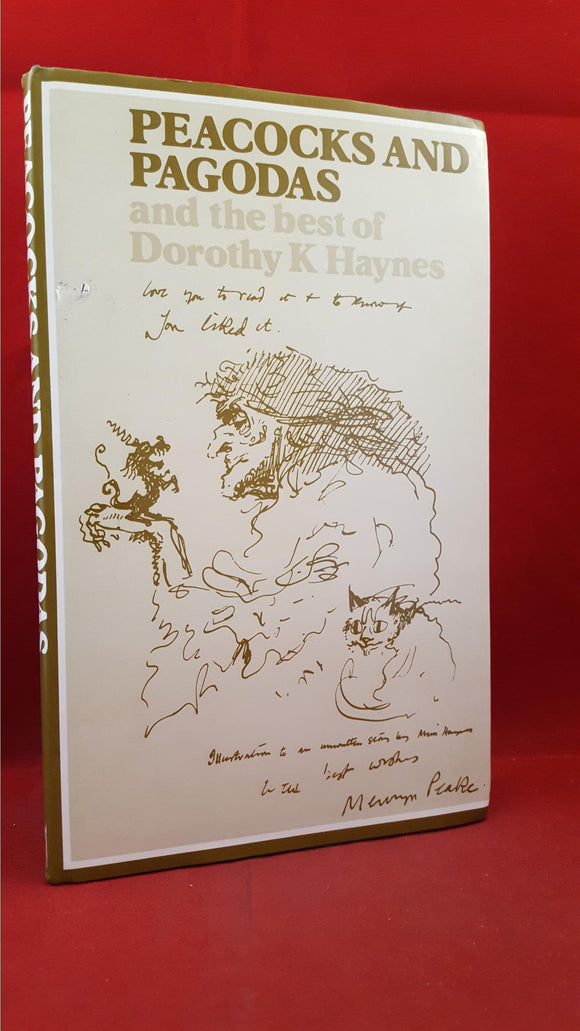 PEACOCKS AND PAGODAS
PEACOCKS AND
PAGODAS
and the best of
Dorothy K Haynes
love you to read it & to know if
you liked it.
Illustration to an unwritten story by Miss Haynes
with best wishes
Mervyn Peake.